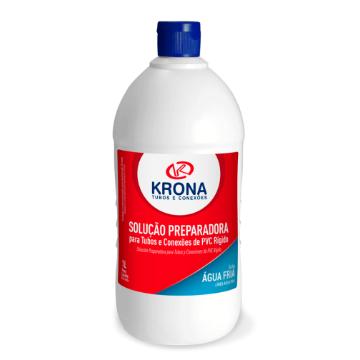 KRONA
TUBOS E CONEXÕES
SOLUÇÃO PREPARADORA
para Tubos e Conexões de PVC Rígido
ÁGUA FRIA